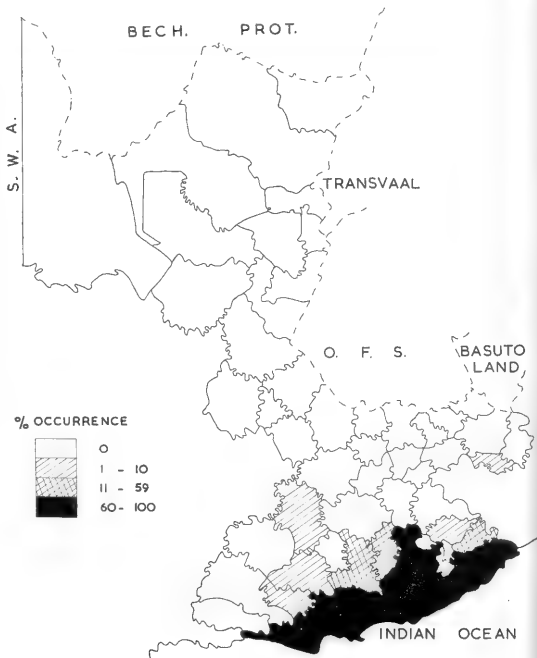 BECH. PROT.
S. W. A.
TRANSVAAL
O. F. S.
BASUTO
LAND
% OCCURRENCE
0
1 - 10
11 - 59
60 - 100
INDIAN OCEAN